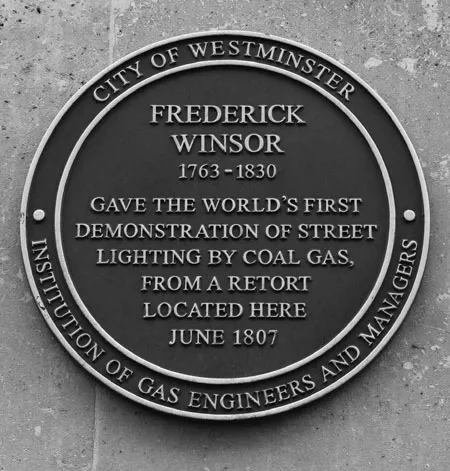 CITY OF WESTMINSTER
FREDERICK
WINSOR
1763-1830
GAVE THE WORLD'S FIRST
DEMONSTRATION OF STREET
LIGHTING BY COAL GAS,
FROM A RETORT
LOCATED HERE
JUNE 1807
INSTITUTION OF GAS ENGINEERS AND MANAGERS